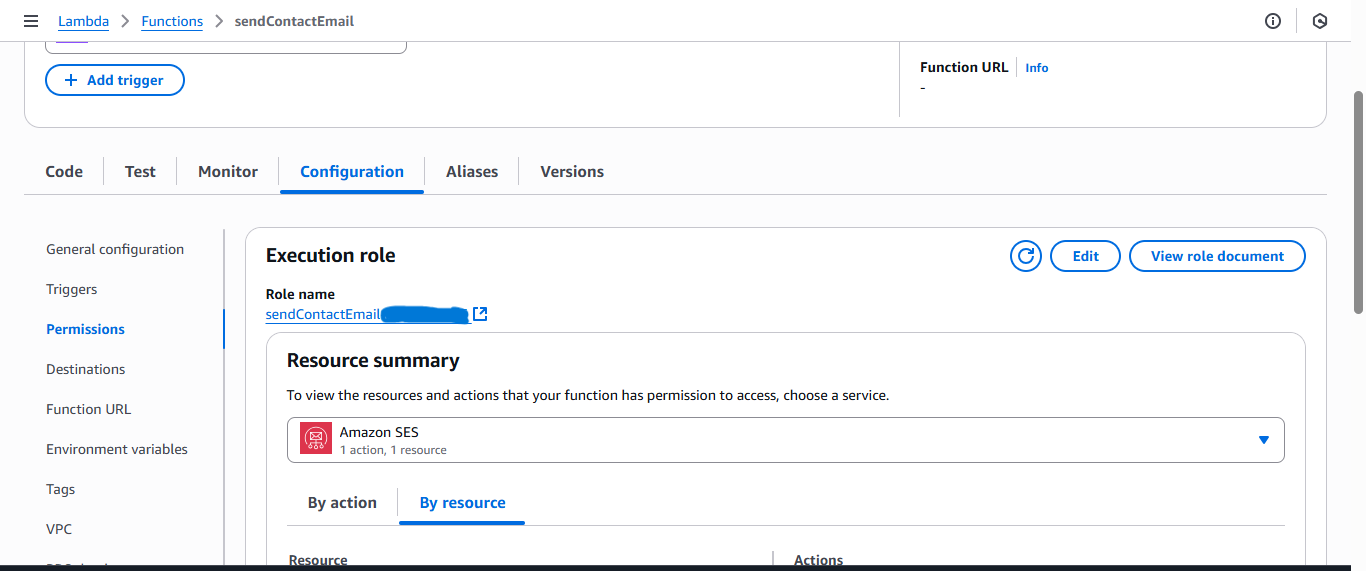 Lambda > Functions > sendContactEmail
Add trigger
Function URL Info
-
Code Test Monitor Configuration Aliases Versions
General configuration
Triggers
Permissions
Destinations
Function URL
Environment variables
Tags
VPC
Execution role
Edit
View role document
Role name
sendContactEmail
Resource summary
To view the resources and actions that your function has permission to access, choose a service.
Amazon SES
1 action, 1 resource
By action By resource
Resource Actions